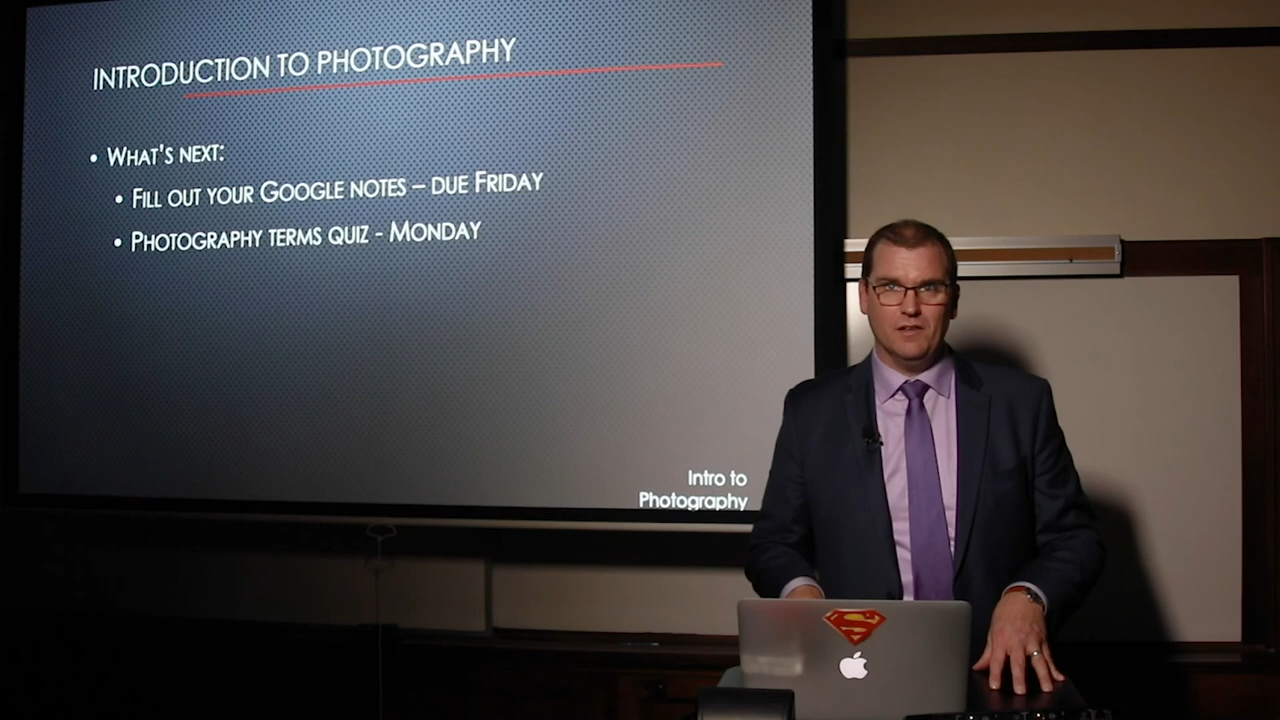 INTRODUCTION TO PHOTOGRAPHY
• WHAT'S NEXT:
• FILL OUT YOUR GOOGLE NOTES – DUE FRIDAY
• PHOTOGRAPHY TERMS QUIZ - MONDAY
Intro to
Photography